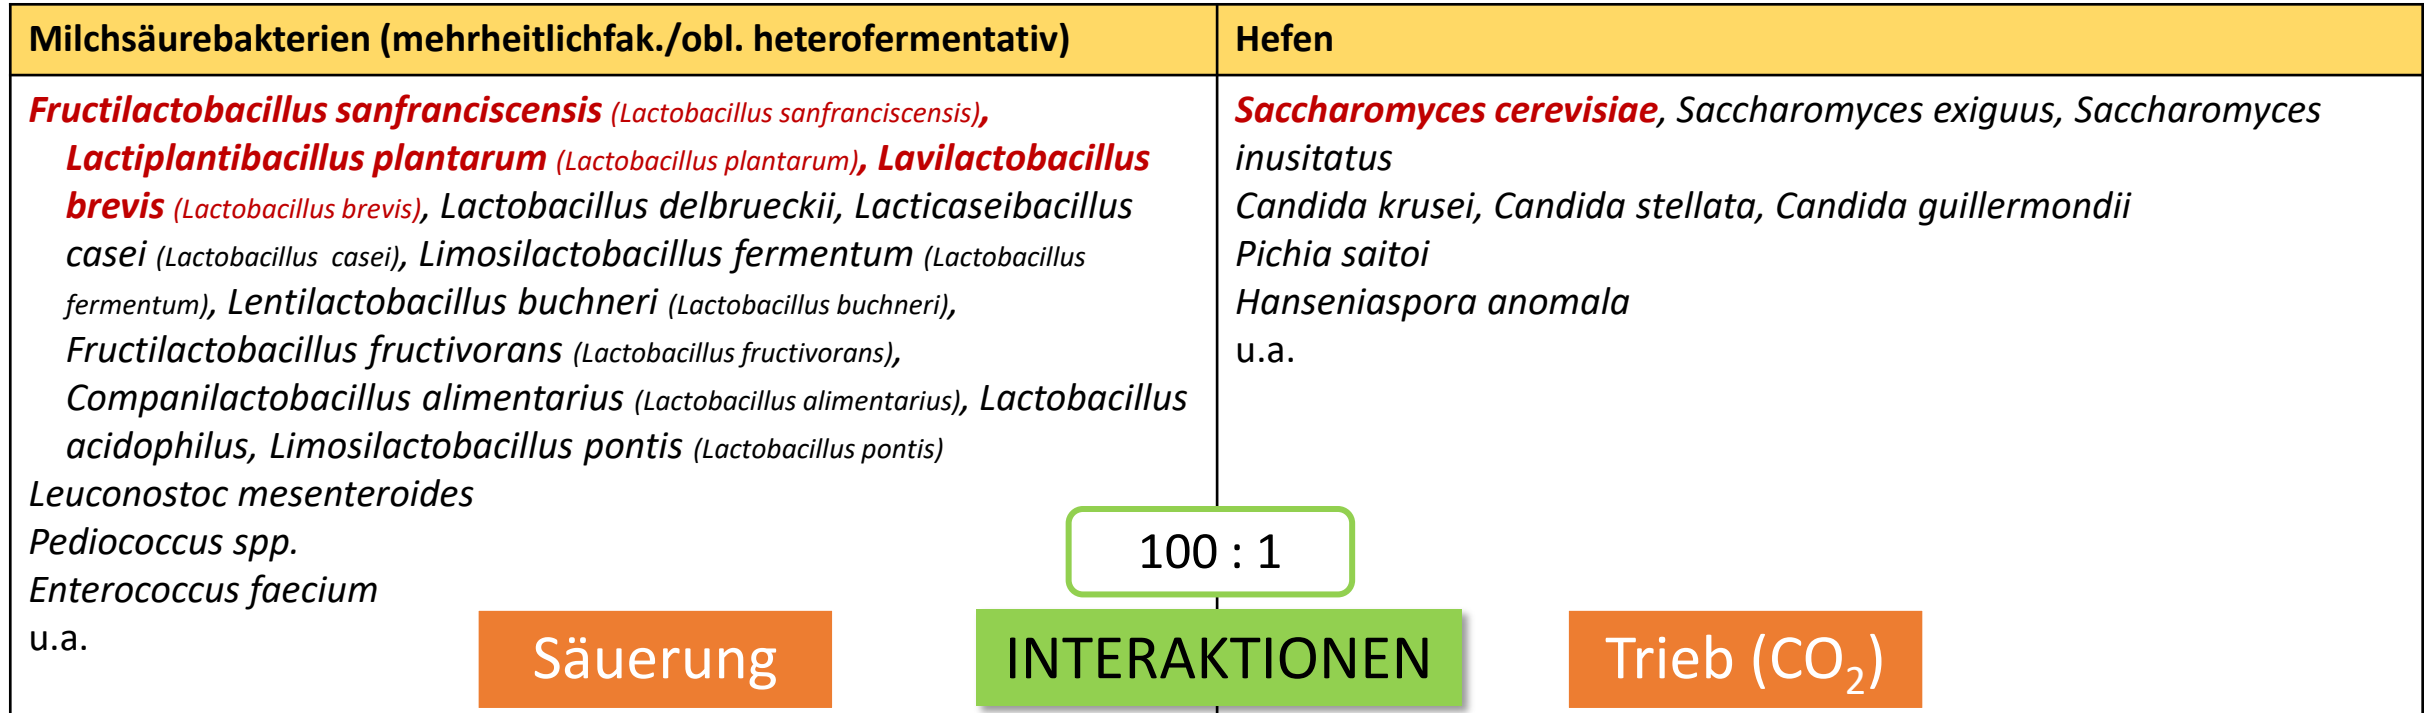 Milchsäurebakterien (mehrheitlichfak./obl. heterofermentativ)
Fructilactobacillus sanfranciscensis (Lactobacillus sanfranciscensis),
Lactiplantibacillus plantarum (Lactobacillus plantarum), Lavilactobacillus
brevis (Lactobacillus brevis), Lactobacillus delbrueckii, Lacticaseibacillus
casei (Lactobacillus casei), Limosilactobacillus fermentum (Lactobacillus
fermentum), Lentilactobacillus buchneri (Lactobacillus buchneri),
Fructilactobacillus fructivorans (Lactobacillus fructivorans),
Companilactobacillus alimentarius (Lactobacillus alimentarius), Lactobacillus
acidophilus, Limosilactobacillus pontis (Lactobacillus pontis)
Leuconostoc mesenteroides
Pediococcus spp.
Enterococcus faecium
u.a.
Hefen
Saccharomyces cerevisiae, Saccharomyces exiguus, Saccharomyces
inusitatus
Candida krusei, Candida stellata, Candida guillermondii
Pichia saitoi
Hanseniaspora anomala
u.a.
100 : 1
Säuerung
INTERAKTIONEN
Trieb (CO₂)